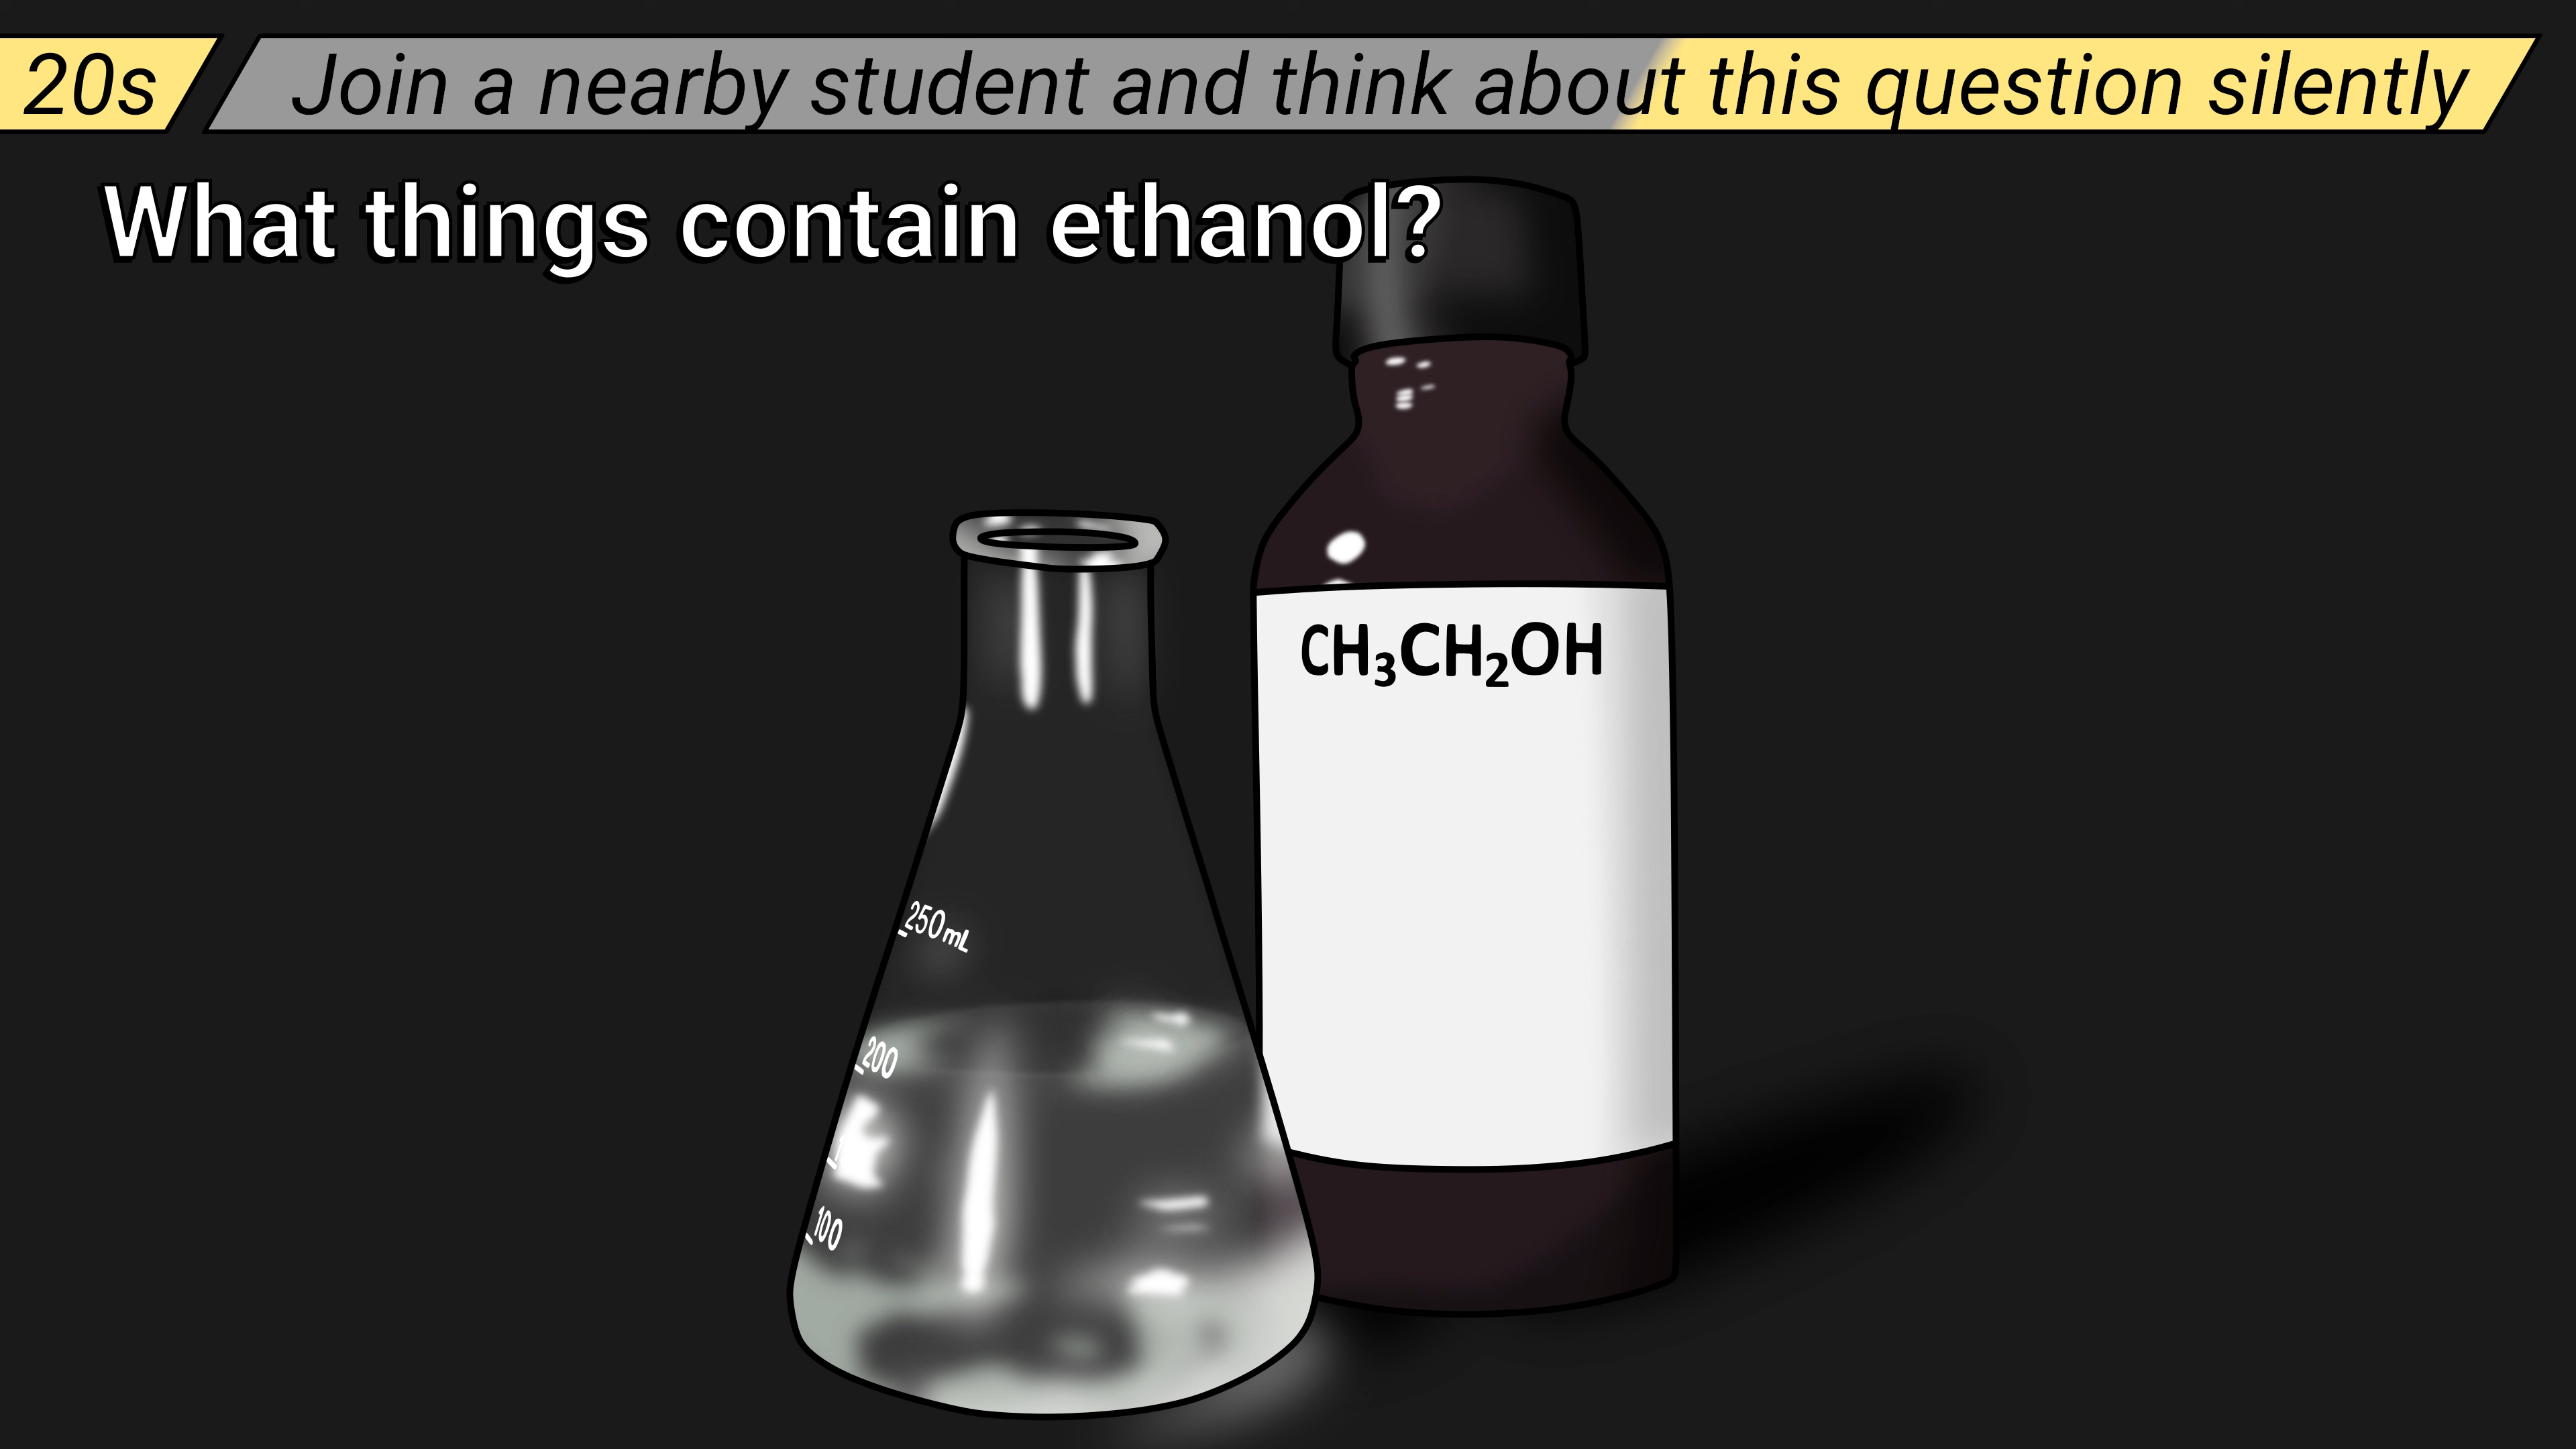 20s
Join a nearby student and think about this question silently
What things contain ethanol?
CH₃CH₂OH
250mL
200
100